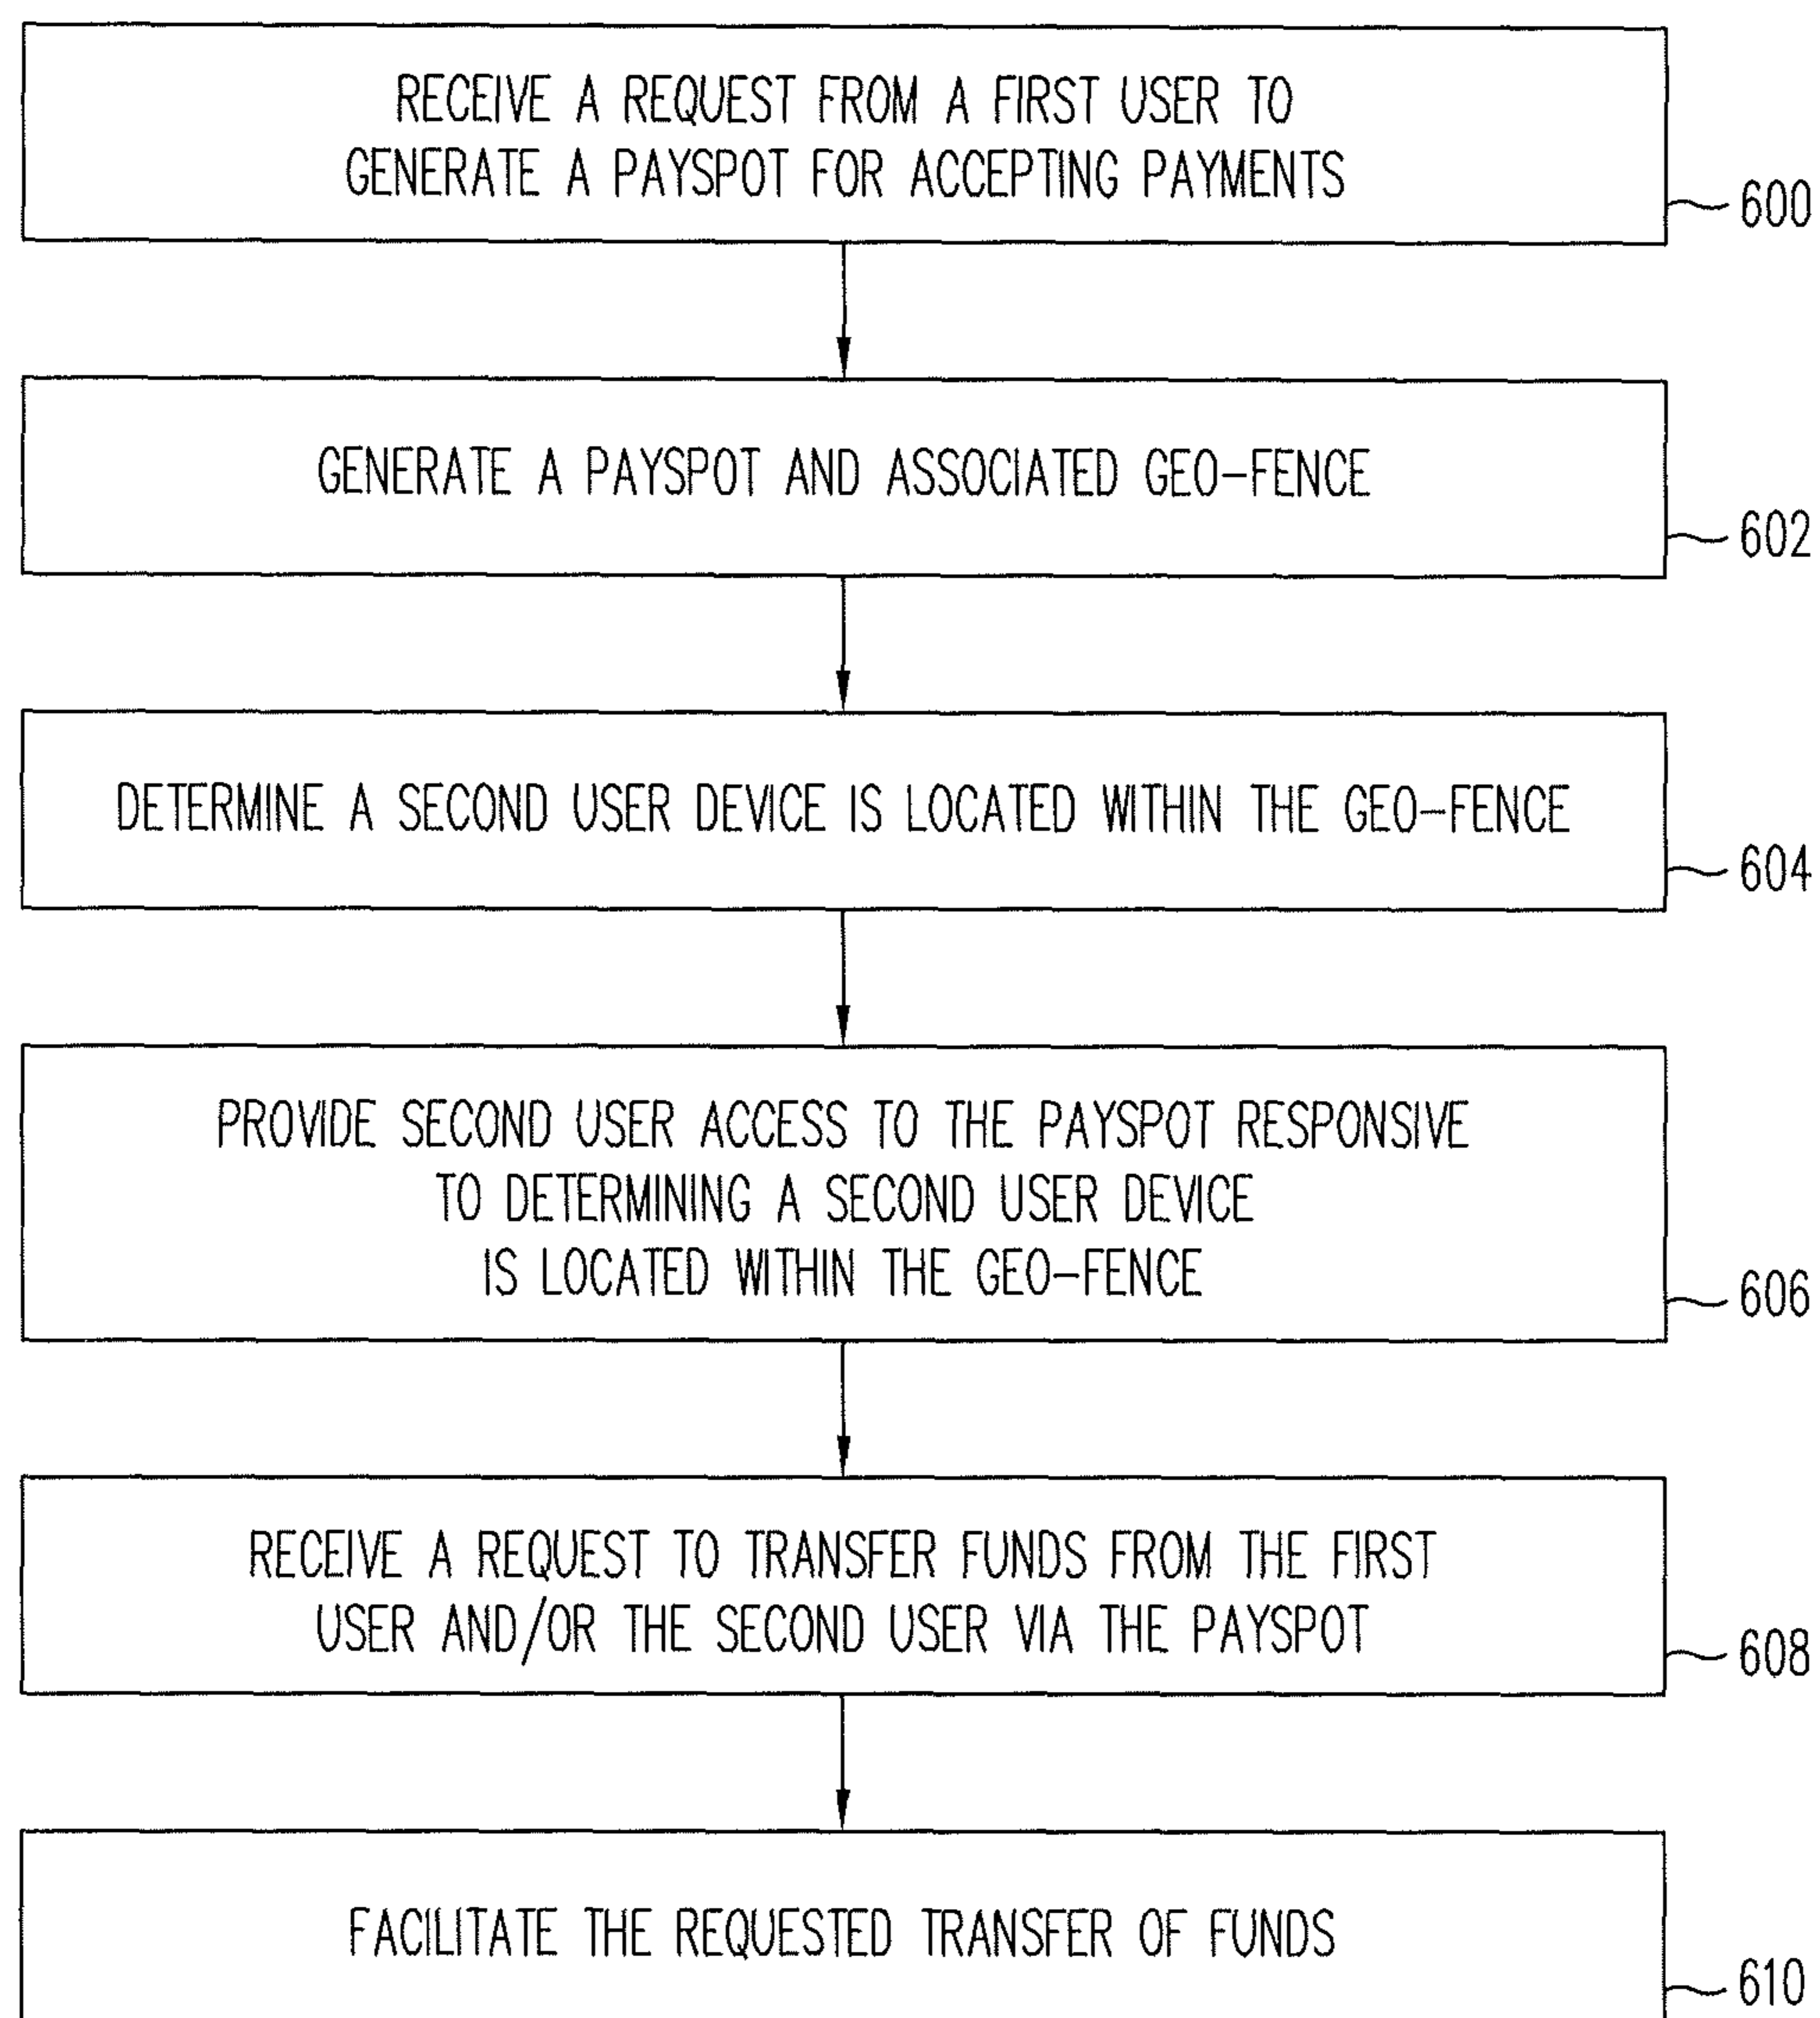 RECEIVE A REQUEST FROM A FIRST USER TO
GENERATE A PAYSPOT FOR ACCEPTING PAYMENTS
600
GENERATE A PAYSPOT AND ASSOCIATED GEO-FENCE
602
DETERMINE A SECOND USER DEVICE IS LOCATED WITHIN THE GEO-FENCE
604
PROVIDE SECOND USER ACCESS TO THE PAYSPOT RESPONSIVE
TO DETERMINING A SECOND USER DEVICE
IS LOCATED WITHIN THE GEO-FENCE
606
RECEIVE A REQUEST TO TRANSFER FUNDS FROM THE FIRST
USER AND/OR THE SECOND USER VIA THE PAYSPOT
608
FACILITATE THE REQUESTED TRANSFER OF FUNDS
610